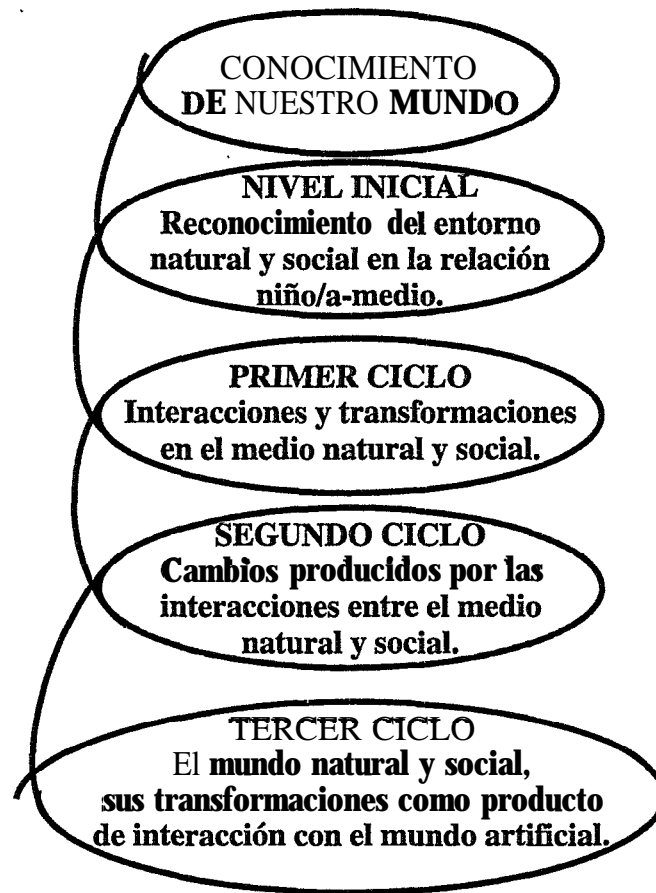 CONOCIMIENTO
DE NUESTRO MUNDO
NIVEL INICIAL
Reconocimiento del entorno
natural y social en la relación
niño/a-medio.
PRIMER CICLO
Interacciones y transformaciones
en el medio natural y social.
SEGUNDO CICLO
Cambios producidos por las
interacciones entre el medio
natural y social.
TERCER CICLO
El mundo natural y social,
sus transformaciones como producto
de interacción con el mundo artificial.